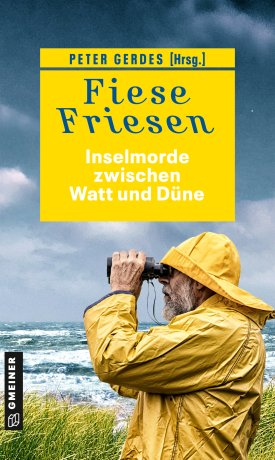 PETER GERDES [Hrsg.]
Fiese
Friesen
Inselmorde
zwischen
Watt und Düne
GMEINER